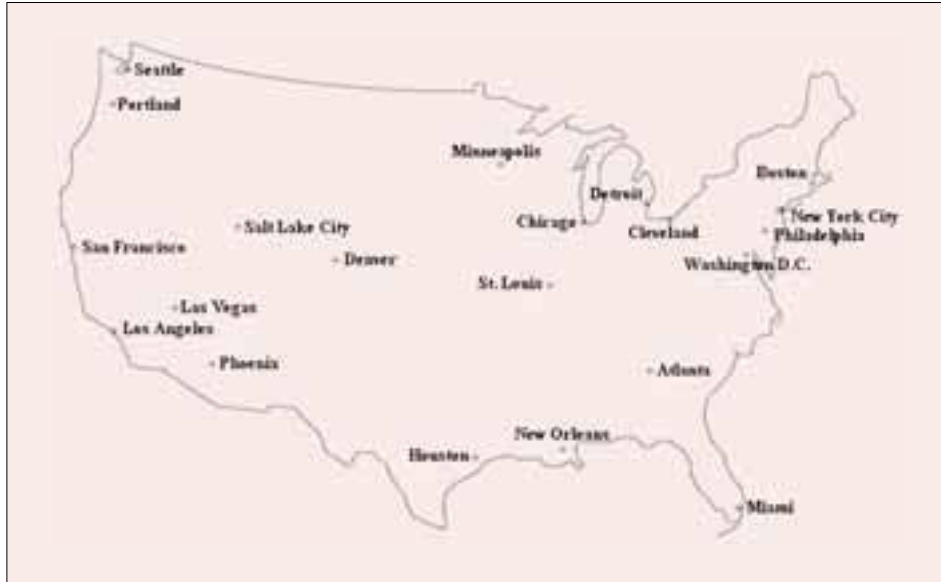 Seattle
Portland
Minneapolis
Boston
Detroit
New York City
Chicago
Salt Lake City
Cleveland
Philadelphia
San Francisco
Denver
Washington D.C.
St. Louis
Las Vegas
Los Angeles
Phoenix
Atlanta
New Orleans
Houston
Miami